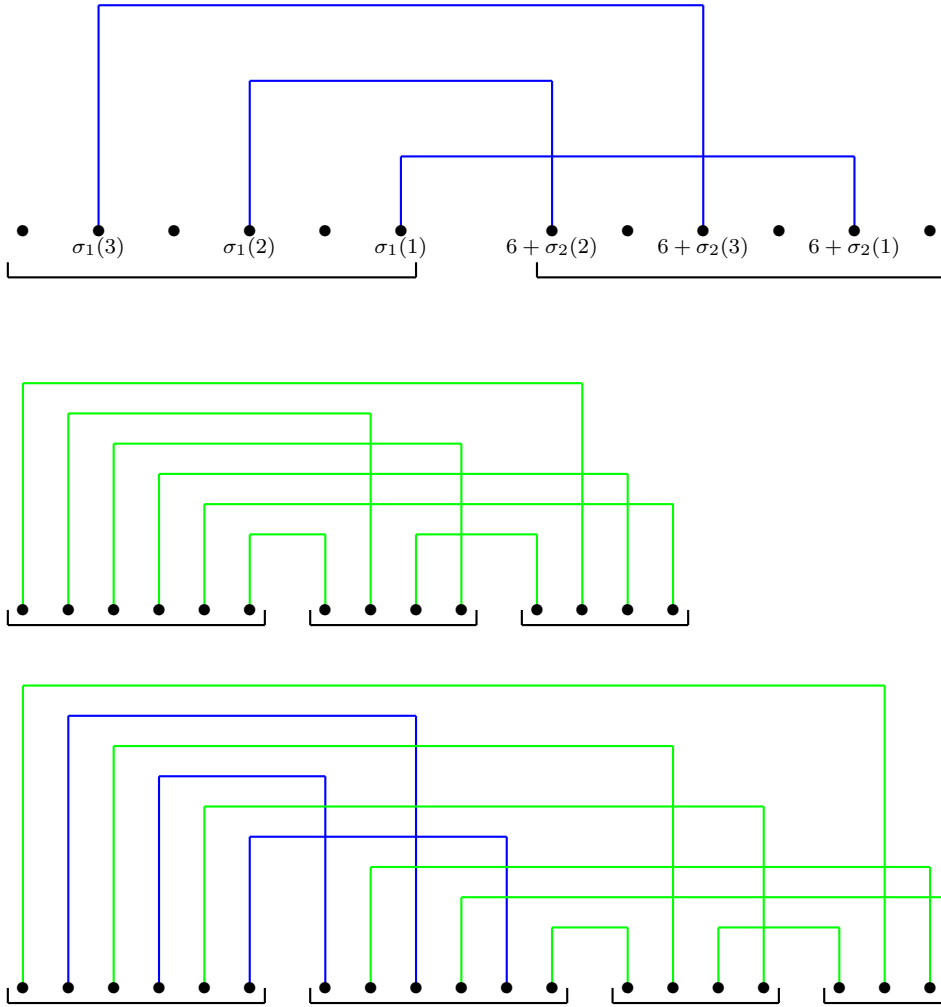 σ₁(3) σ₁(2) σ₁(1) 6 + σ₂(2) 6 + σ₂(3) 6 + σ₂(1)